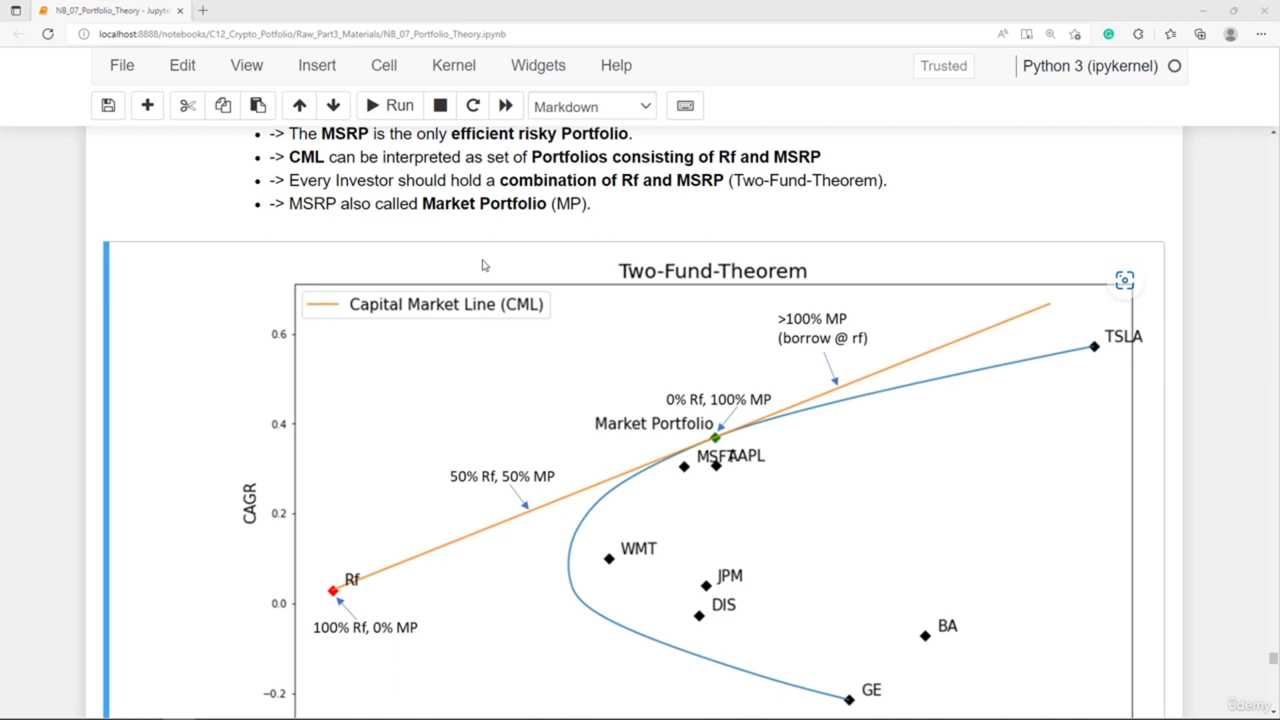 NB_07_Portfolio_Theory - Jupyte
localhost:8888/notebooks/C12_Crypto_Potfolio/Raw_Part3_Materials/NB_07_Portfolio_Theory.ipynb
File Edit View Insert Cell Kernel Widgets Help Trusted Python 3 (ipykernel)
Run Markdown
-> The MSRP is the only efficient risky Portfolio.
-> CML can be interpreted as set of Portfolios consisting of Rf and MSRP
-> Every Investor should hold a combination of Rf and MSRP (Two-Fund-Theorem).
-> MSRP also called Market Portfolio (MP).
Two-Fund-Theorem
Capital Market Line (CML)
>100% MP
(borrow @ rf)
0.6
TSLA
0% Rf, 100% MP
0.4
Market Portfolio
MSFT
AAPL
50% Rf, 50% MP
CAGR
0.2
WMT
JPM
Rf
0.0
DIS
100% Rf, 0% MP
BA
GE
−0.2
ûdemy